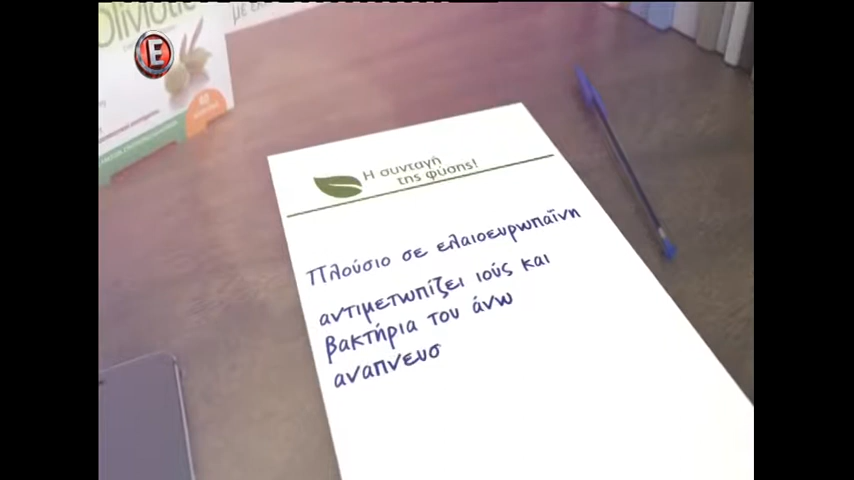 E
Η συνταγή
της φύσης!
Πλούσιο σε ελαιοευρωπαΐνη
αντιμετωπίζει ιούς και
βακτήρια του άνω
αναπνευσ